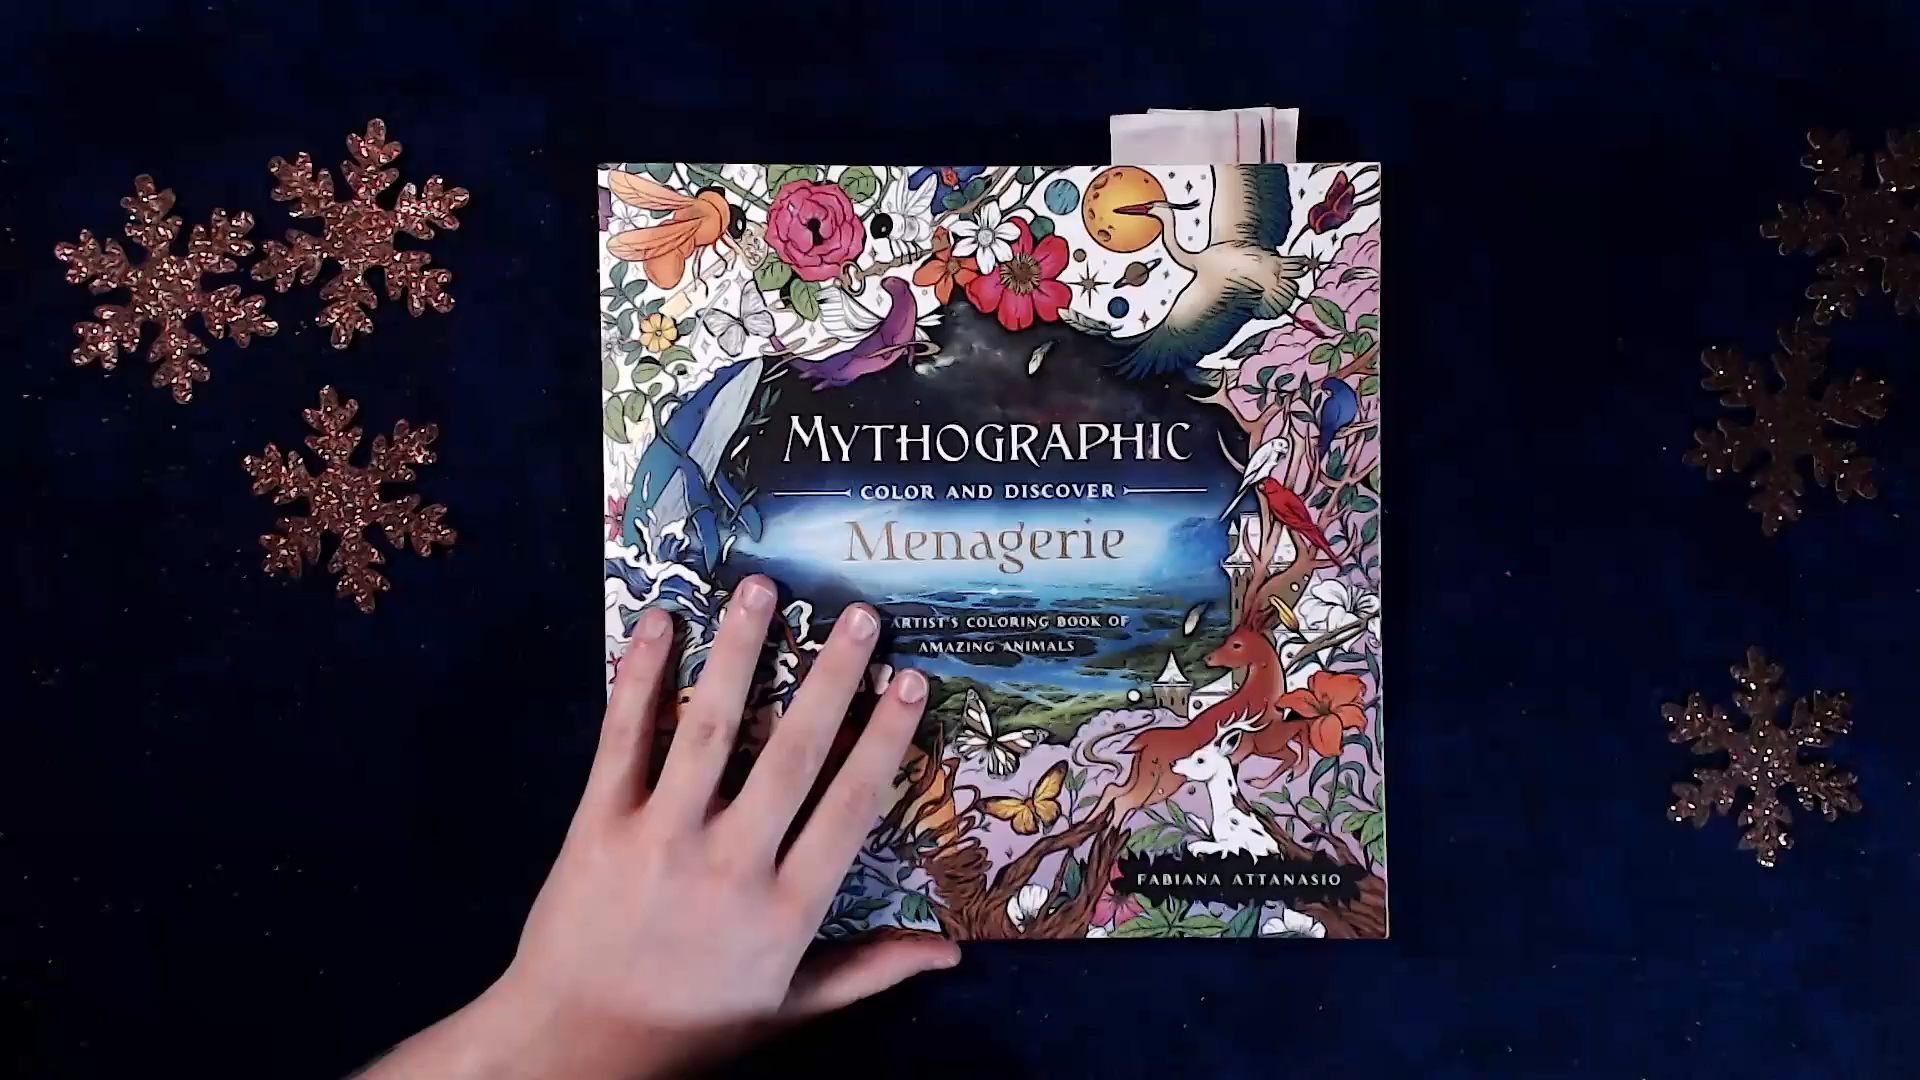 MYTHOGRAPHIC
COLOR AND DISCOVER
Menagerie
ARTIST'S COLORING BOOK OF
AMAZING ANIMALS
FABIANA ATTANASIO